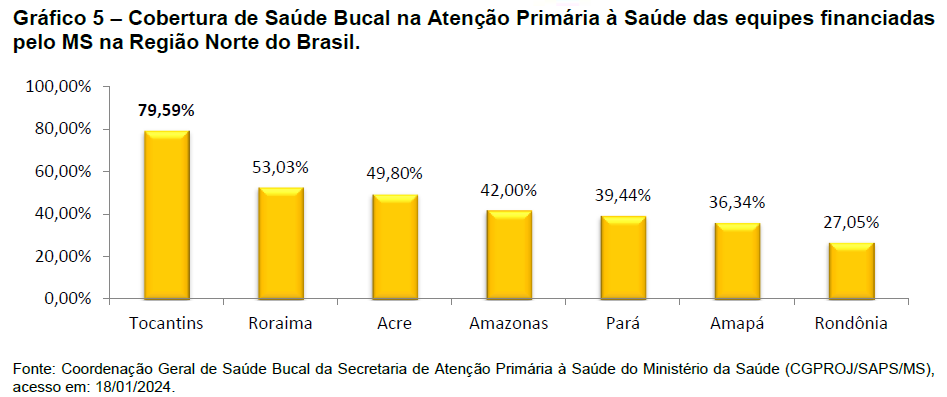 Gráfico 5 – Cobertura de Saúde Bucal na Atenção Primária à Saúde das equipes financiadas
pelo MS na Região Norte do Brasil.
100,00%
80,00%
60,00%
40,00%
20,00%
0,00%
79,59%
53,03%
49,80%
42,00%
39,44%
36,34%
27,05%
Tocantins
Roraima
Acre
Amazonas
Pará
Amapá
Rondônia
Fonte: Coordenação Geral de Saúde Bucal da Secretaria de Atenção Primária à Saúde do Ministério da Saúde (CGPROJ/SAPS/MS),
acesso em: 18/01/2024.